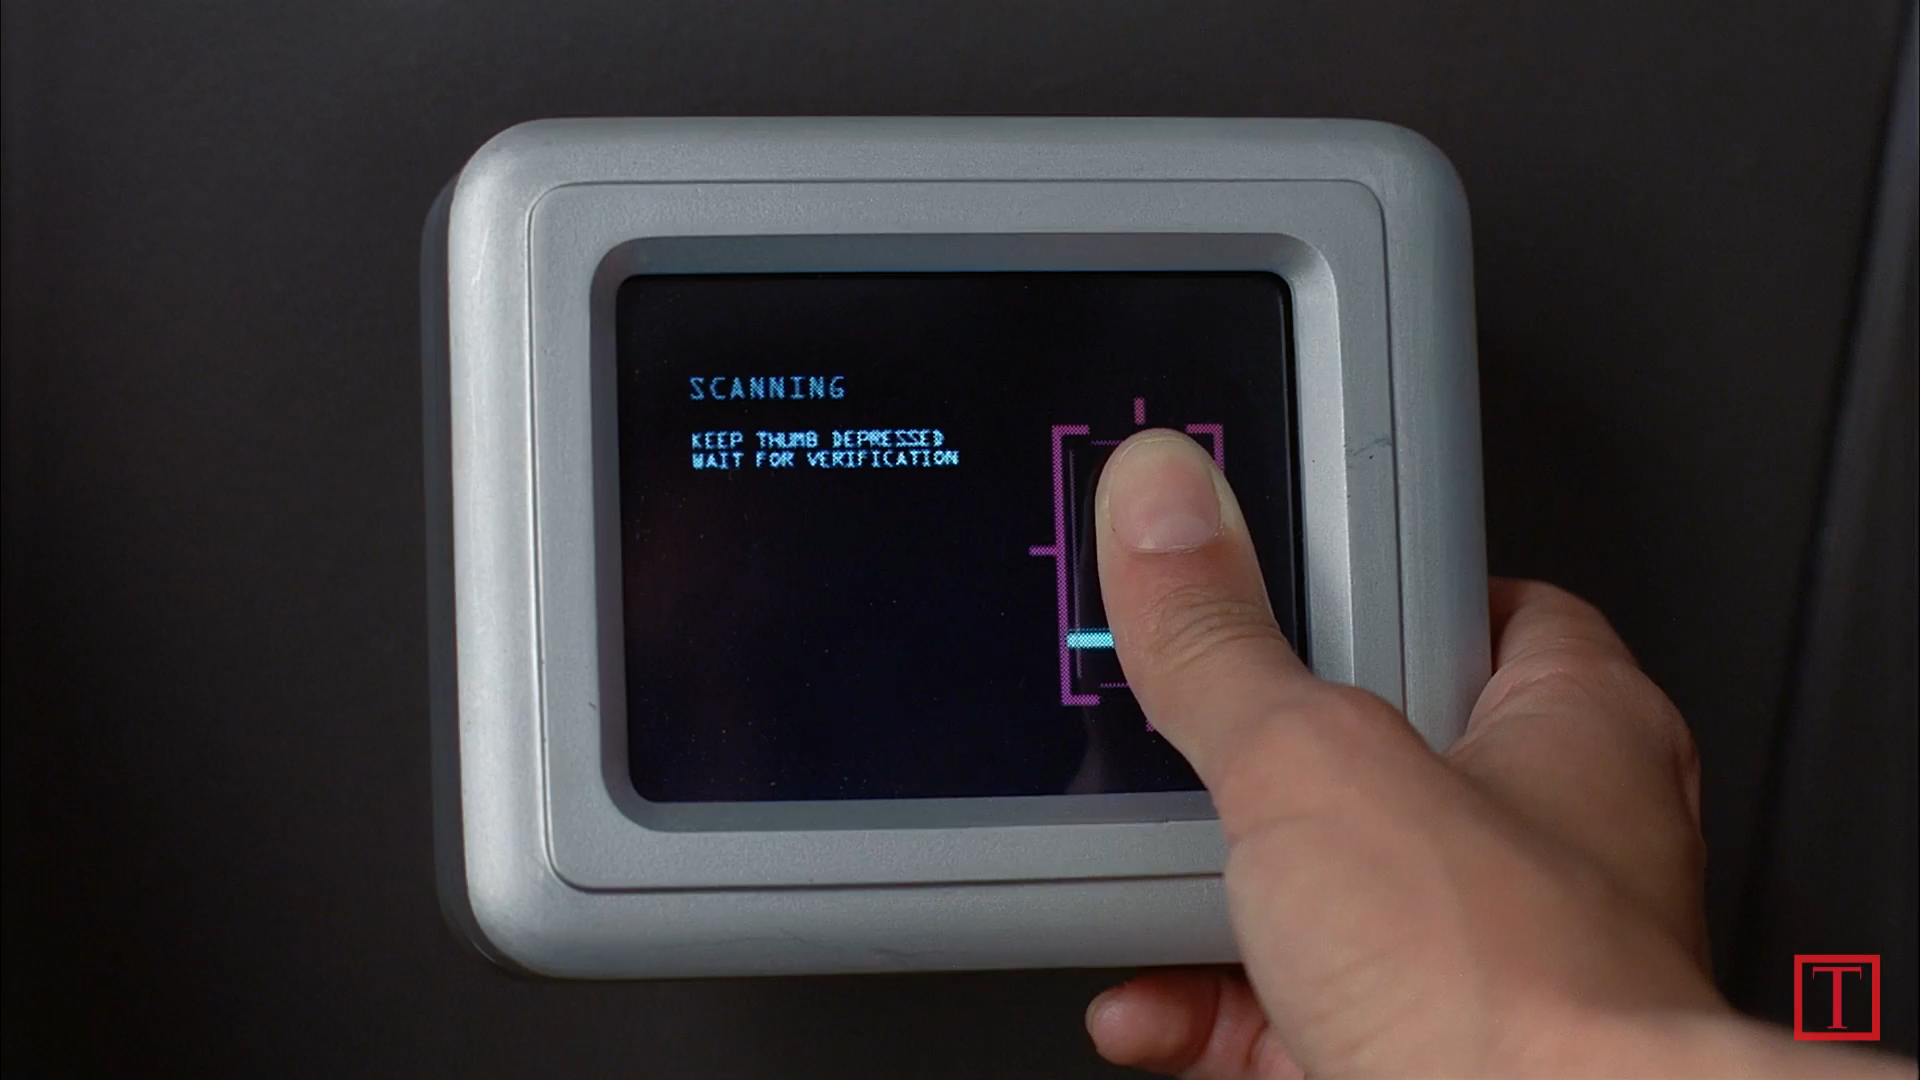 SCANNING
KEEP THUMB DEPRESSED
WAIT FOR VERIFICATION
T